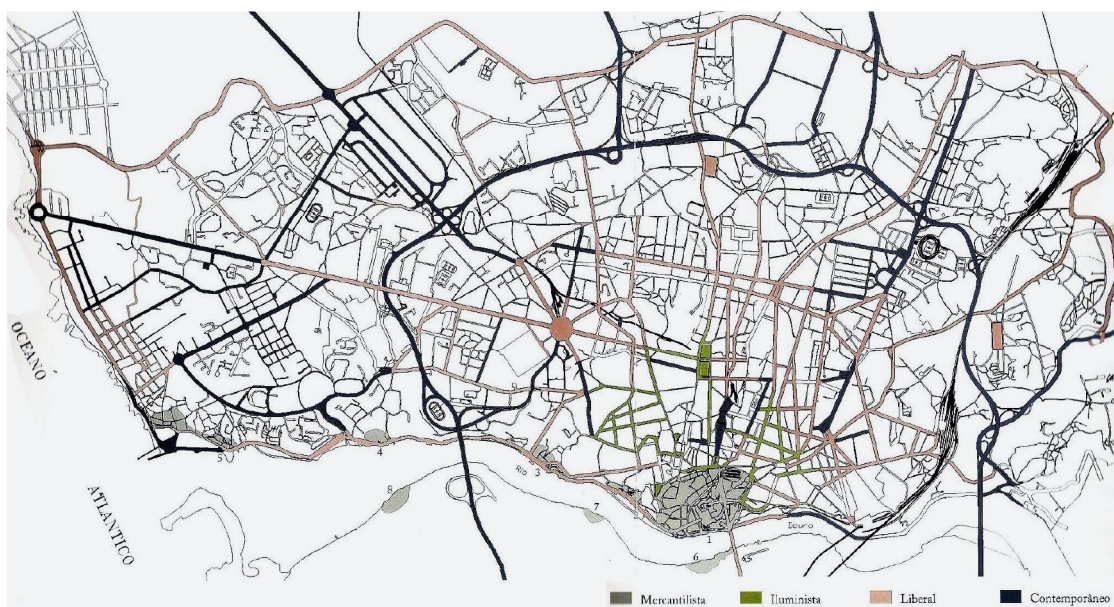 OCEANO
ATLANTICO
Rio
Douro
1
3
4
5
6
7
8
Mercantilista
Iluminista
Liberal
Contemporâneo